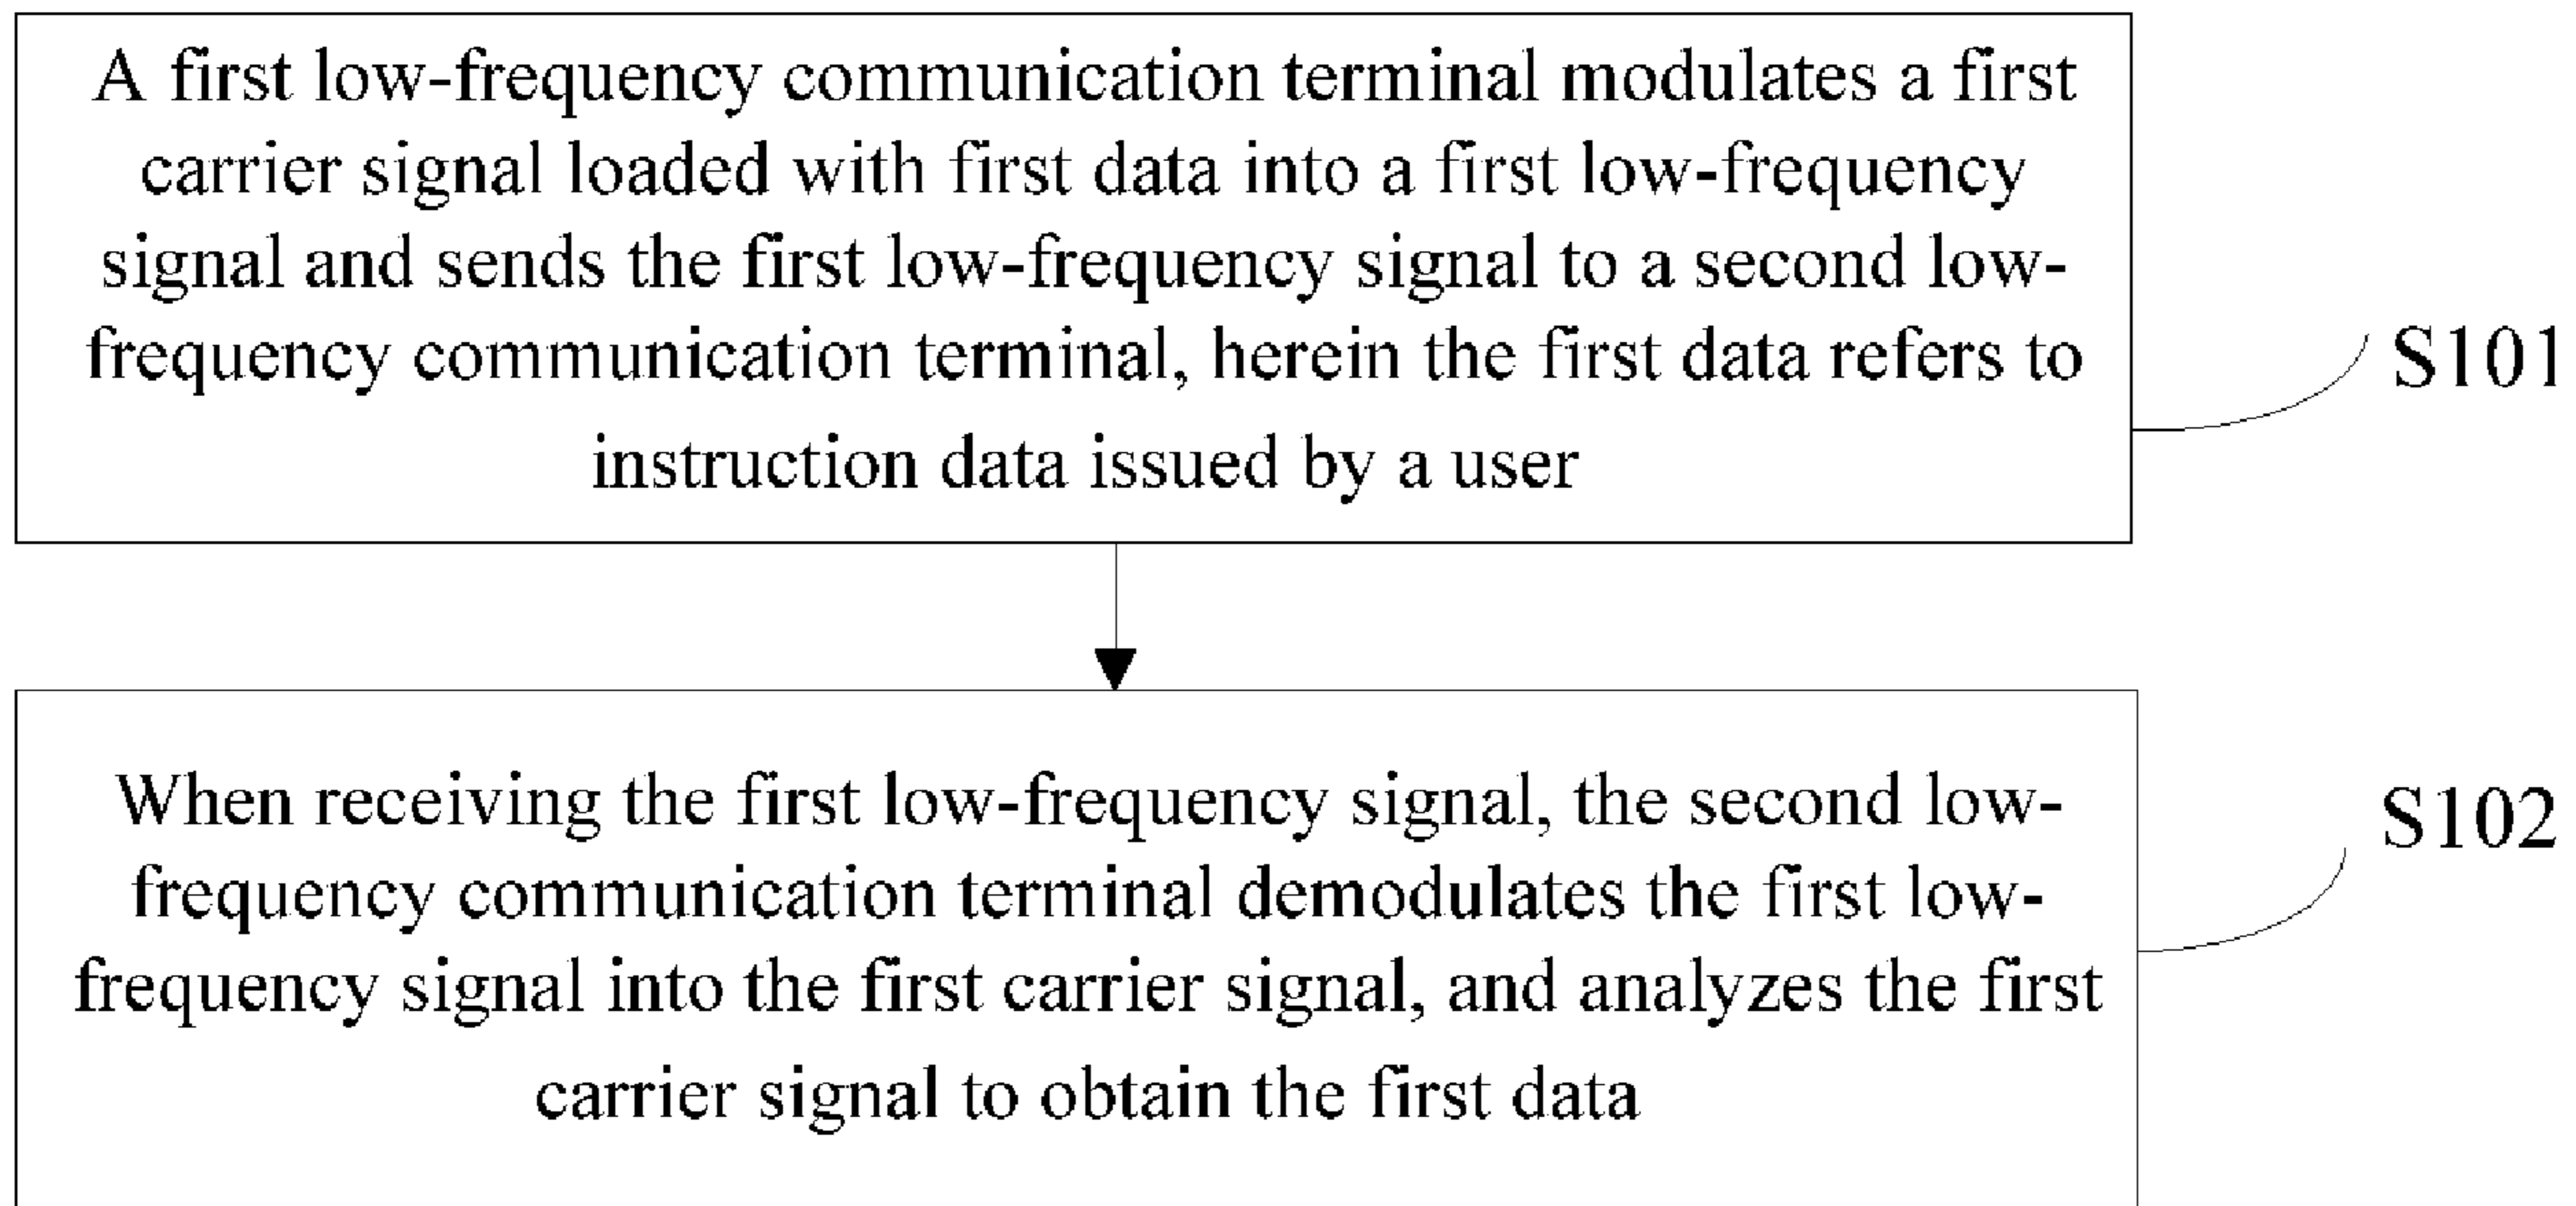 A first low-frequency communication terminal modulates a first
carrier signal loaded with first data into a first low-frequency
signal and sends the first low-frequency signal to a second low-
frequency communication terminal, herein the first data refers to
instruction data issued by a user
S101
When receiving the first low-frequency signal, the second low-
frequency communication terminal demodulates the first low-
frequency signal into the first carrier signal, and analyzes the first
carrier signal to obtain the first data
S102